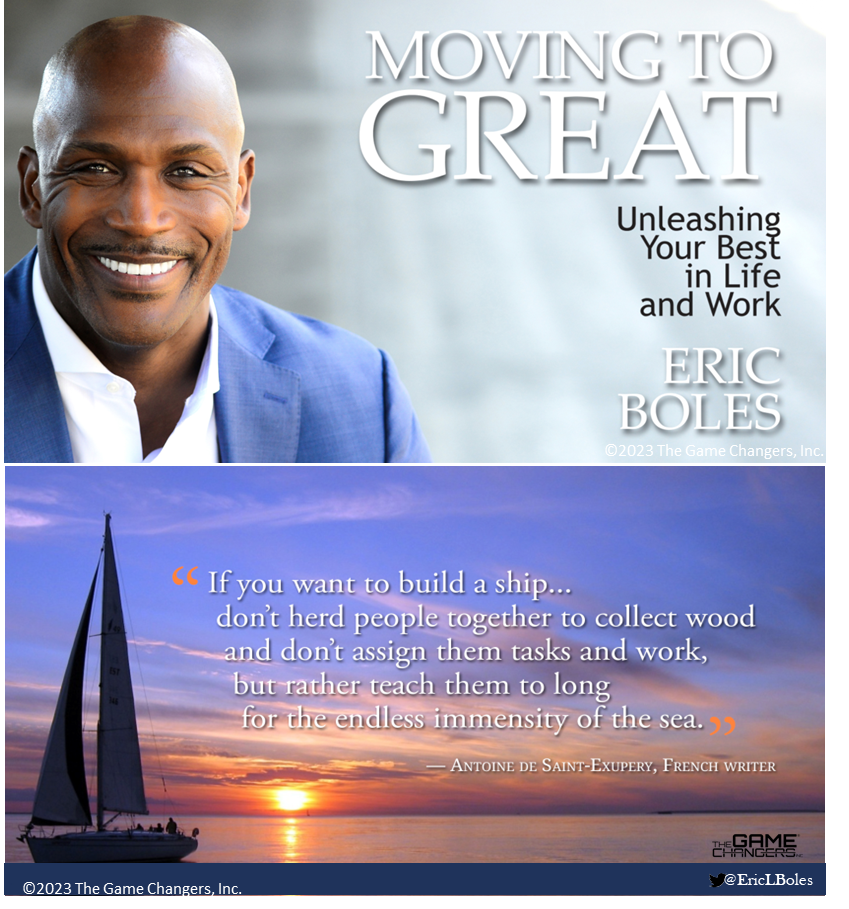 MOVING TO
GREAT
Unleashing
Your Best
in Life
and Work
ERIC
BOLES
©2023 The Game Changers, Inc.
“ If you want to build a ship...
don’t herd people together to collect wood
and don’t assign them tasks and work,
but rather teach them to long
for the endless immensity of the sea. ”
— ANTOINE DE SAINT-EXUPERY, FRENCH WRITER
THE GAME
CHANGERS INC
©2023 The Game Changers, Inc.
@EricLBoles